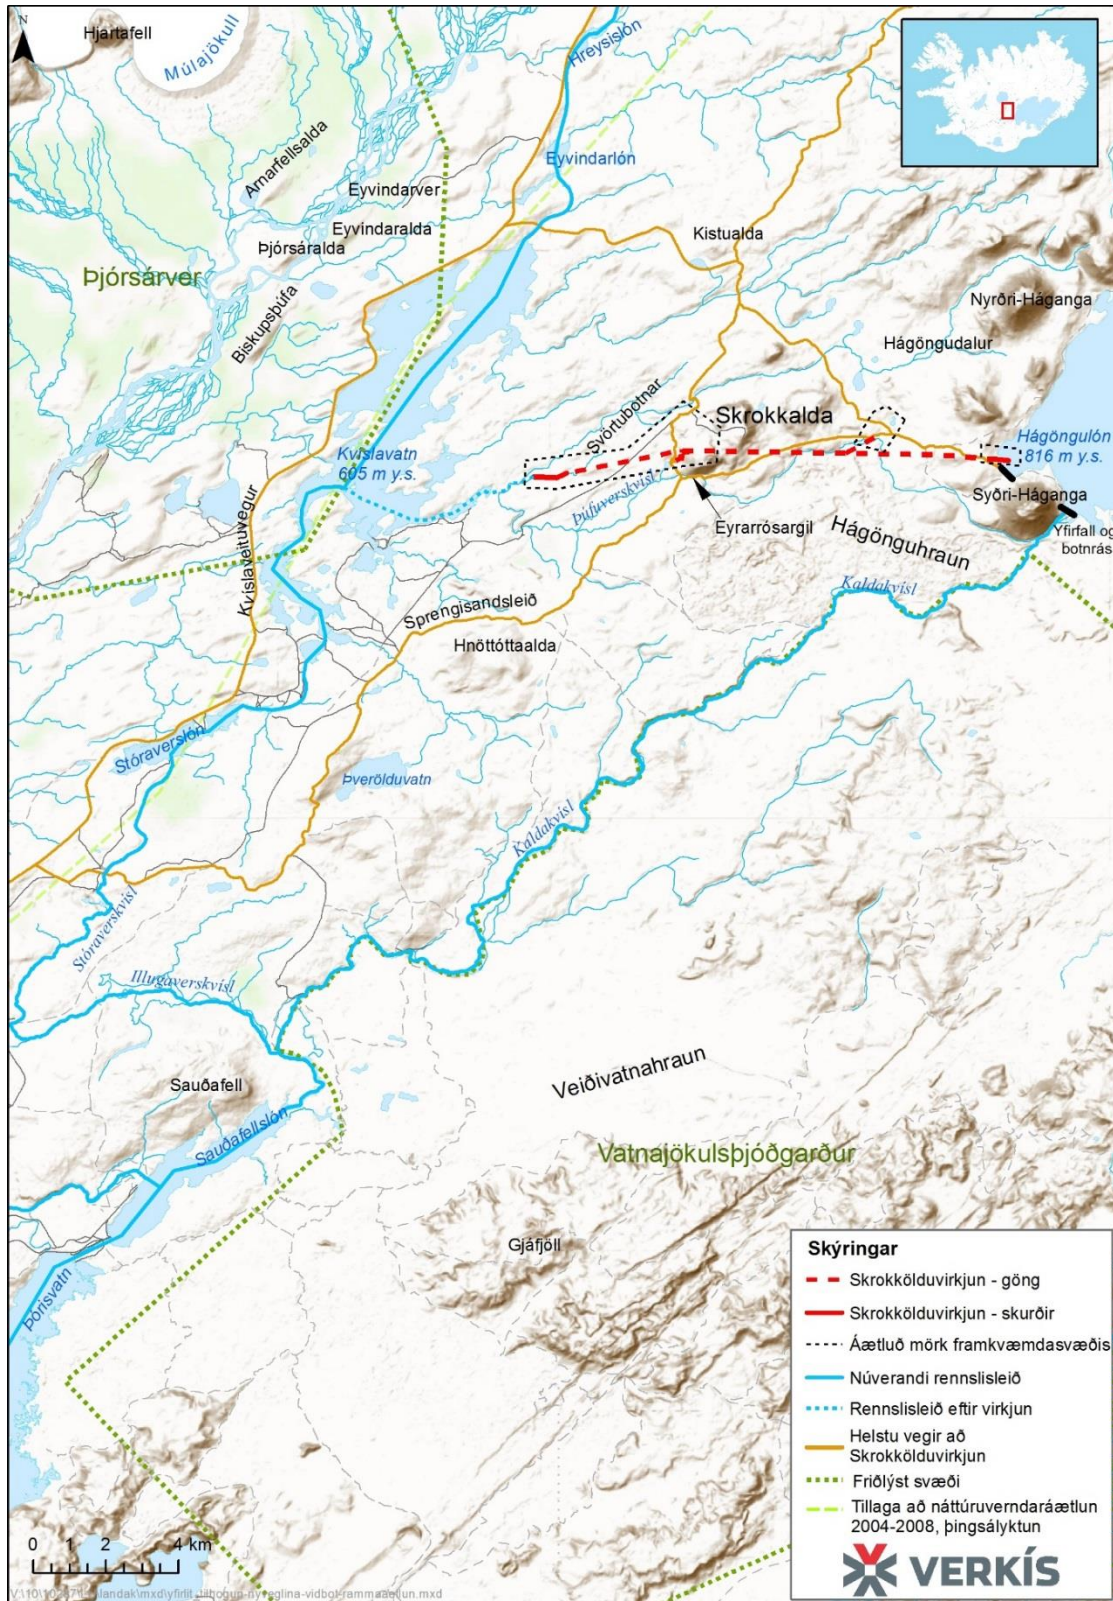 N
Hjartafell
Múlajökull
Hreysislón
Arnarfellsalda
Eyvindarlón
Eyvindarver
Eyvindaralda
Þjórsáralda
Kistualda
Þjórsárver
Biskupsþúfa
Nyrðri-Háganga
Hágöngudalur
Svörtubotnar
Skrokkalda
Kvíslavatn
605 m y.s.
Hágöngulón
816 m y.s.
Þúfuverskvísl
Syðri-Háganga
Eyrarrósargil
Hágönguhraun
Yfirfall og
botnrás
Kvíslaveituvegur
Kaldakvísl
Sprengisandsleið
Hnöttóttaalda
Stóraverslón
Þverölduvatn
Kaldakvísl
Stóraverskvísl
Illugaverskvísl
Sauðafell
Veiðivatnahraun
Sauðafellslón
Vatnajökulsþjóðgarður
Gjáfjöll
Þórisvatn
Skýringar
Skrokkölduvirkjun - göng
Skrokkölduvirkjun - skurðir
Áætluð mörk framkvæmdasvæðis
Núverandi rennslisleið
Rennslisleið eftir virkjun
Helstu vegir að
Skrokkölduvirkjun
Friðlýst svæði
Tillaga að náttúruverndaráætlun
2004-2008, þingsályktun
0 1 2 4 km
VERKÍS